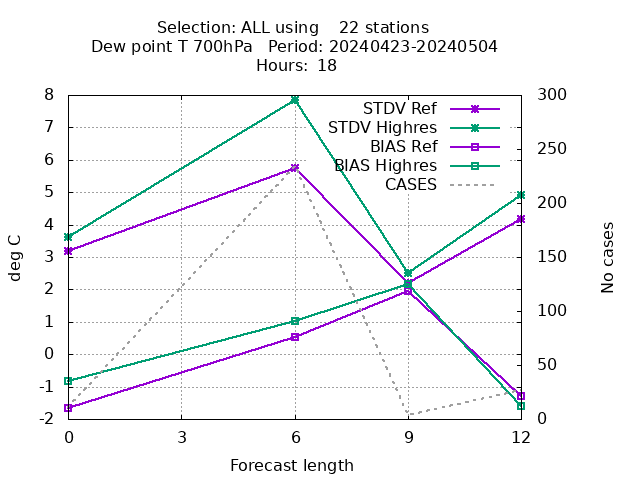 Selection: ALL using    22 stations
Dew point T 700hPa   Period: 20240423-20240504
Hours: 18
STDV Ref
STDV Highres
BIAS Ref
BIAS Highres
CASES
8
7
6
5
4
3
2
1
0
-1
-2
deg C
300
250
200
150
100
50
0
No cases
0 3 6 9 12
Forecast length